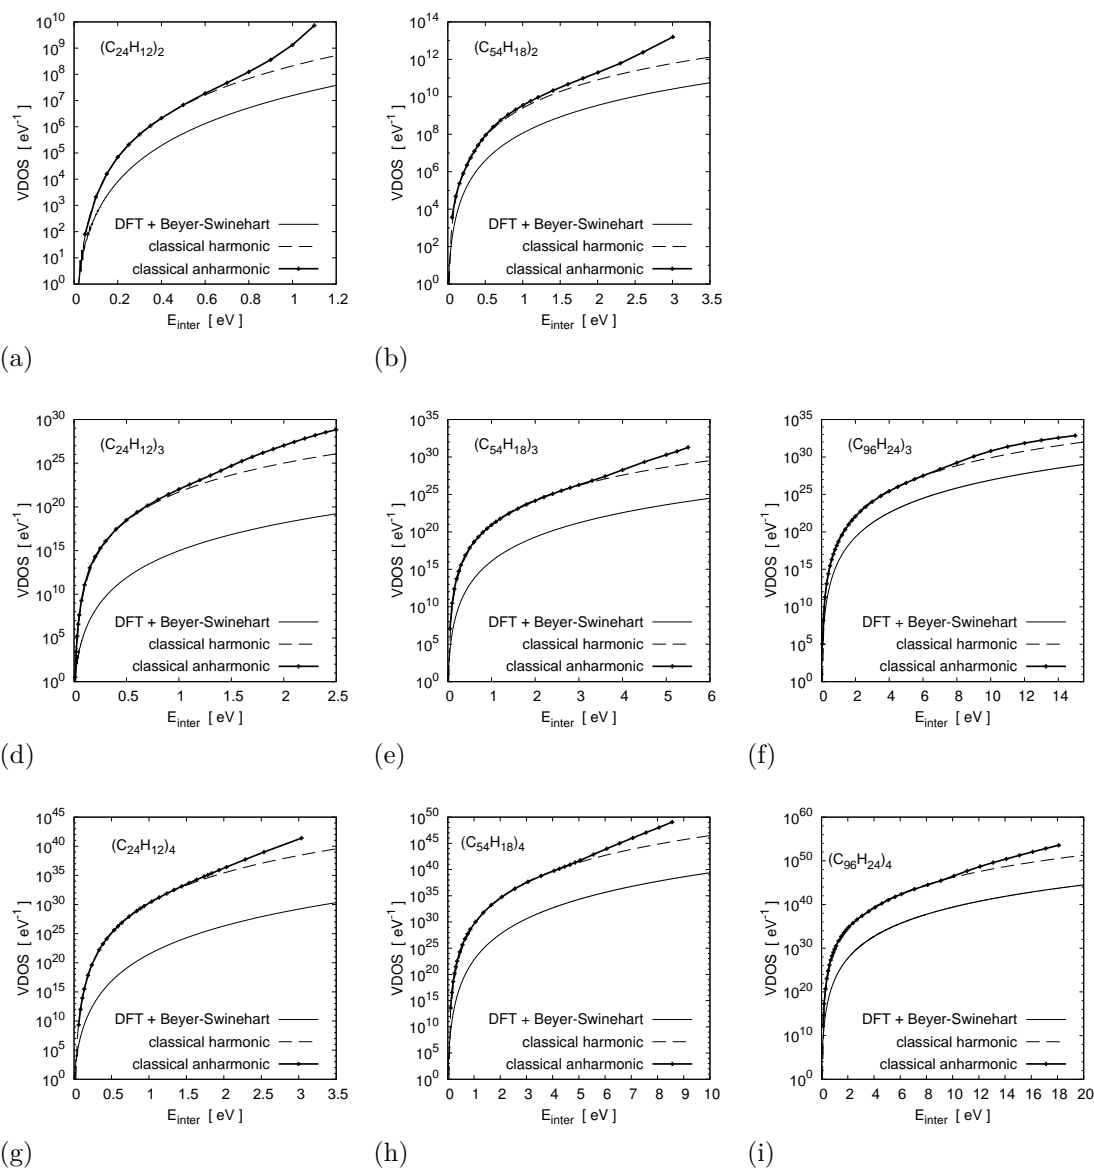 (C24H12)2
VDOS [ eV-1 ]
10^10
10^9
10^8
10^7
10^6
10^5
10^4
10^3
10^2
10^1
10^0
DFT + Beyer-Swinehart
classical harmonic
classical anharmonic
0 0.2 0.4 0.6 0.8 1 1.2
Einter [ eV ]
(a)
(C54H18)2
VDOS [ eV-1 ]
10^14
10^12
10^10
10^8
10^6
10^4
10^2
10^0
DFT + Beyer-Swinehart
classical harmonic
classical anharmonic
0 0.5 1 1.5 2 2.5 3 3.5
Einter [ eV ]
(b)
(C24H12)3
VDOS [ eV-1 ]
10^30
10^25
10^20
10^15
10^10
10^5
10^0
DFT + Beyer-Swinehart
classical harmonic
classical anharmonic
0 0.5 1 1.5 2 2.5
Einter [ eV ]
(d)
(C54H18)3
VDOS [ eV-1 ]
10^35
10^30
10^25
10^20
10^15
10^10
10^5
10^0
DFT + Beyer-Swinehart
classical harmonic
classical anharmonic
0 1 2 3 4 5 6
Einter [ eV ]
(e)
(C96H24)3
VDOS [ eV-1 ]
10^35
10^30
10^25
10^20
10^15
10^10
10^5
10^0
DFT + Beyer-Swinehart
classical harmonic
classical anharmonic
0 2 4 6 8 10 12 14
Einter [ eV ]
(f)
(C24H12)4
VDOS [ eV-1 ]
10^45
10^40
10^35
10^30
10^25
10^20
10^15
10^10
10^5
10^0
DFT + Beyer-Swinehart
classical harmonic
classical anharmonic
0 0.5 1 1.5 2 2.5 3 3.5
Einter [ eV ]
(g)
(C54H18)4
VDOS [ eV-1 ]
10^50
10^45
10^40
10^35
10^30
10^25
10^20
10^15
10^10
10^5
10^0
DFT + Beyer-Swinehart
classical harmonic
classical anharmonic
0 1 2 3 4 5 6 7 8 9 10
Einter [ eV ]
(h)
(C96H24)4
VDOS [ eV-1 ]
10^60
10^50
10^40
10^30
10^20
10^10
10^0
DFT + Beyer-Swinehart
classical harmonic
classical anharmonic
0 2 4 6 8 10 12 14 16 18 20
Einter [ eV ]
(i)